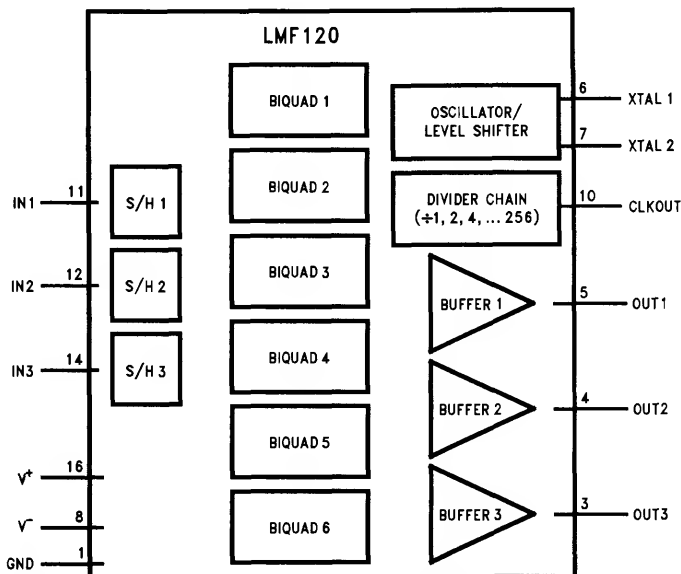 LMF120
BIQUAD 1
BIQUAD 2
BIQUAD 3
BIQUAD 4
BIQUAD 5
BIQUAD 6
OSCILLATOR/
LEVEL SHIFTER
6
XTAL 1
7
XTAL 2
DIVIDER CHAIN
(÷1, 2, 4, ... 256)
10
CLKOUT
IN1
11
S/H 1
IN2
12
S/H 2
IN3
14
S/H 3
BUFFER 1
5
OUT1
BUFFER 2
4
OUT2
BUFFER 3
3
OUT3
V+
16
V-
8
GND
1